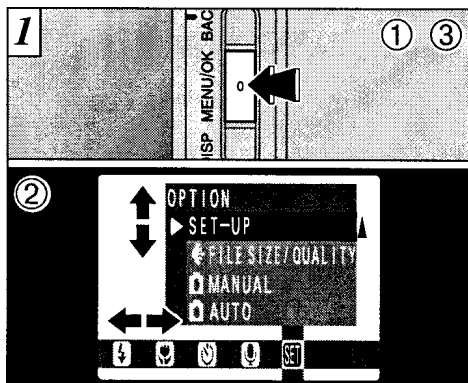 1
① ③
DISP MENU/OK BAC
②
OPTION
SET-UP
FILE SIZE/QUALITY
MANUAL
AUTO
SET